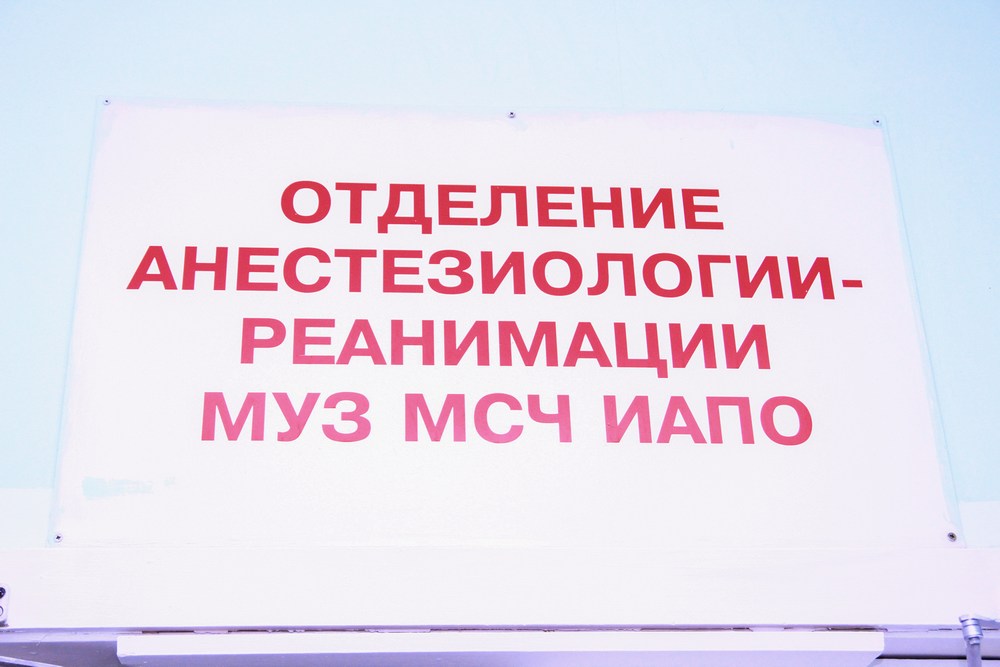 ОТДЕЛЕНИЕ
АНЕСТЕЗИОЛОГИИ-
РЕАНИМАЦИИ
МУЗ МСЧ ИАПО